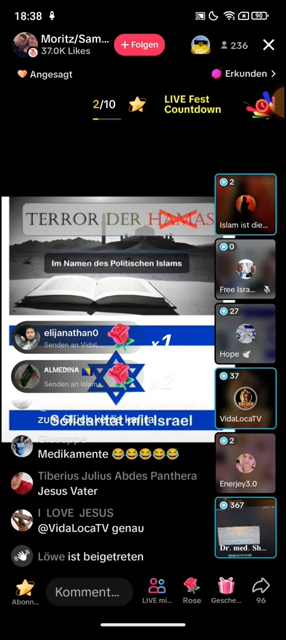 18:38
90
Moritz/Sam...
37.0K Likes
+ Folgen
236
Angesagt
Erkunden >
2/10
LIVE Fest
Countdown
TERROR DER HAMAS
Im Namen des Politischen Islams
2
Islam ist die...
0
Free Isra...
27
Hope
37
VidaLocaTV
2
Enerjey3.0
367
Dr. med. Sh...
elijanathan0
Senden an Vidal
x1
ALMEDINA
Senden an Islam
x2
Solidarität mit Israel
Medikamente 😂😂😂😂😂
Tiberius Julius Abdes Panthera
Jesus Vater
I LOVE JESUS
@VidaLocaTV genau
Löwe ist beigetreten
Abonn...
Komment...
LIVE mi...
Rose
Gesche...
96